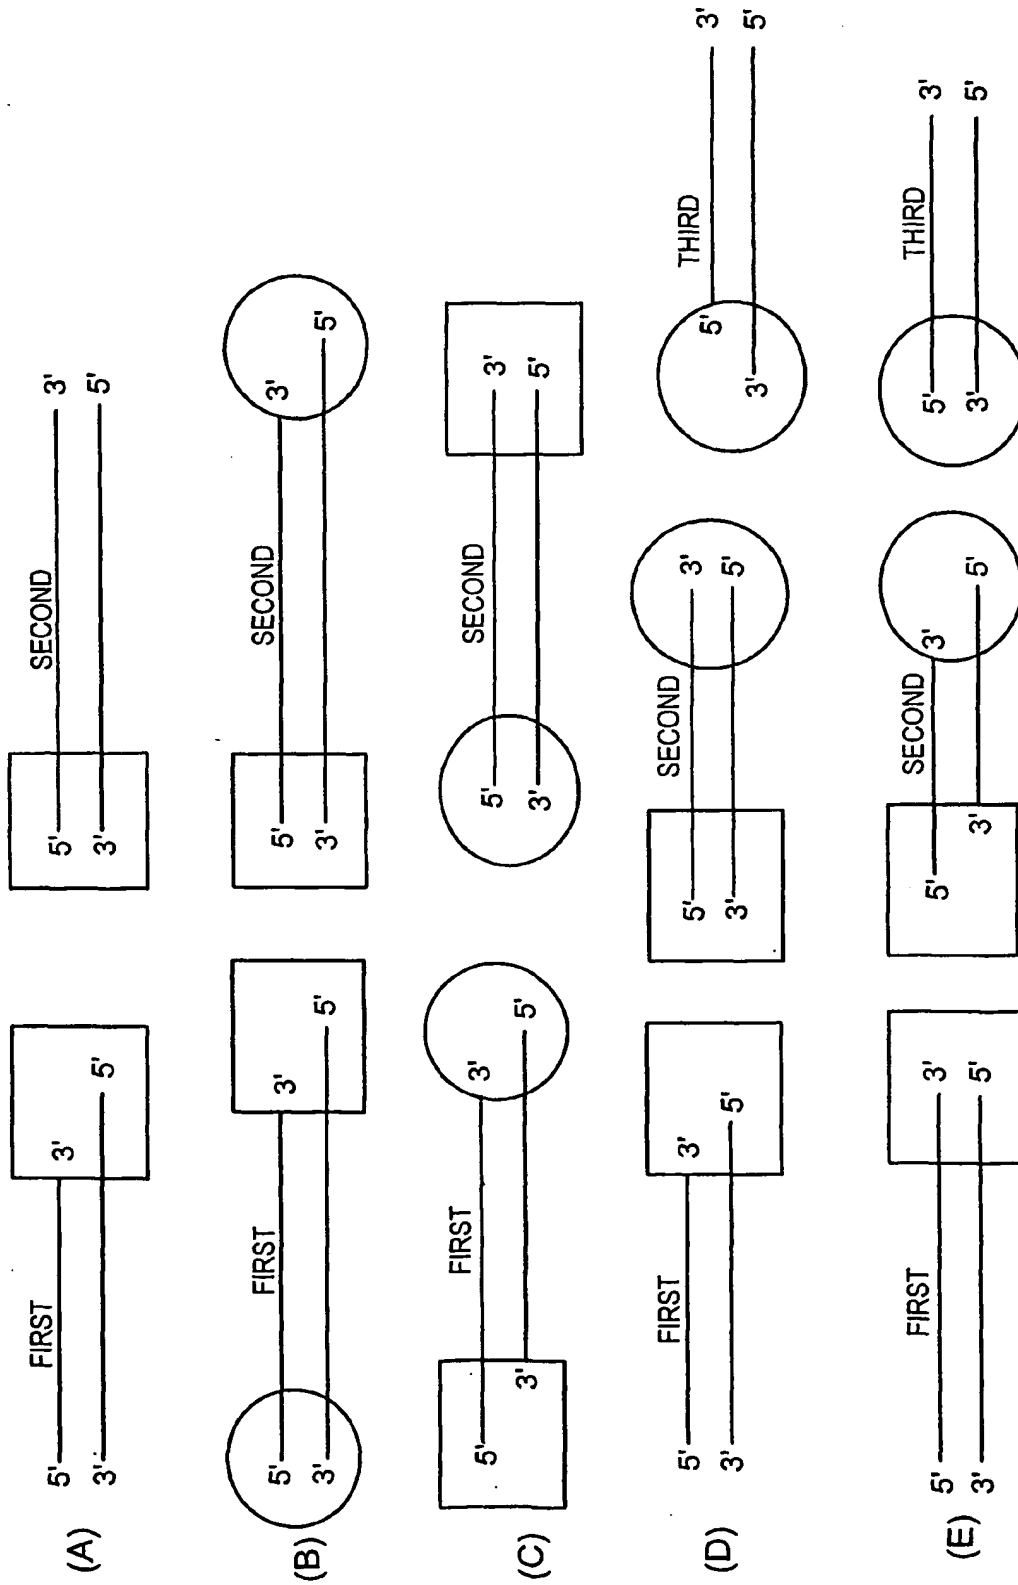 FIRST SECOND
(A) 5' 3' 5' 3'
3' 5' 3' 5'
FIRST SECOND
(B) 5' 3' 5' 3'
3' 5' 3' 5'
FIRST SECOND
(C) 5' 3' 5' 3'
3' 5' 3' 5'
FIRST SECOND THIRD
(D) 5' 3' 5' 3' 5' 3'
3' 5' 3' 5' 3' 5'
FIRST SECOND THIRD
(E) 5' 3' 5' 3' 5' 3'
3' 5' 3' 5' 3' 5'